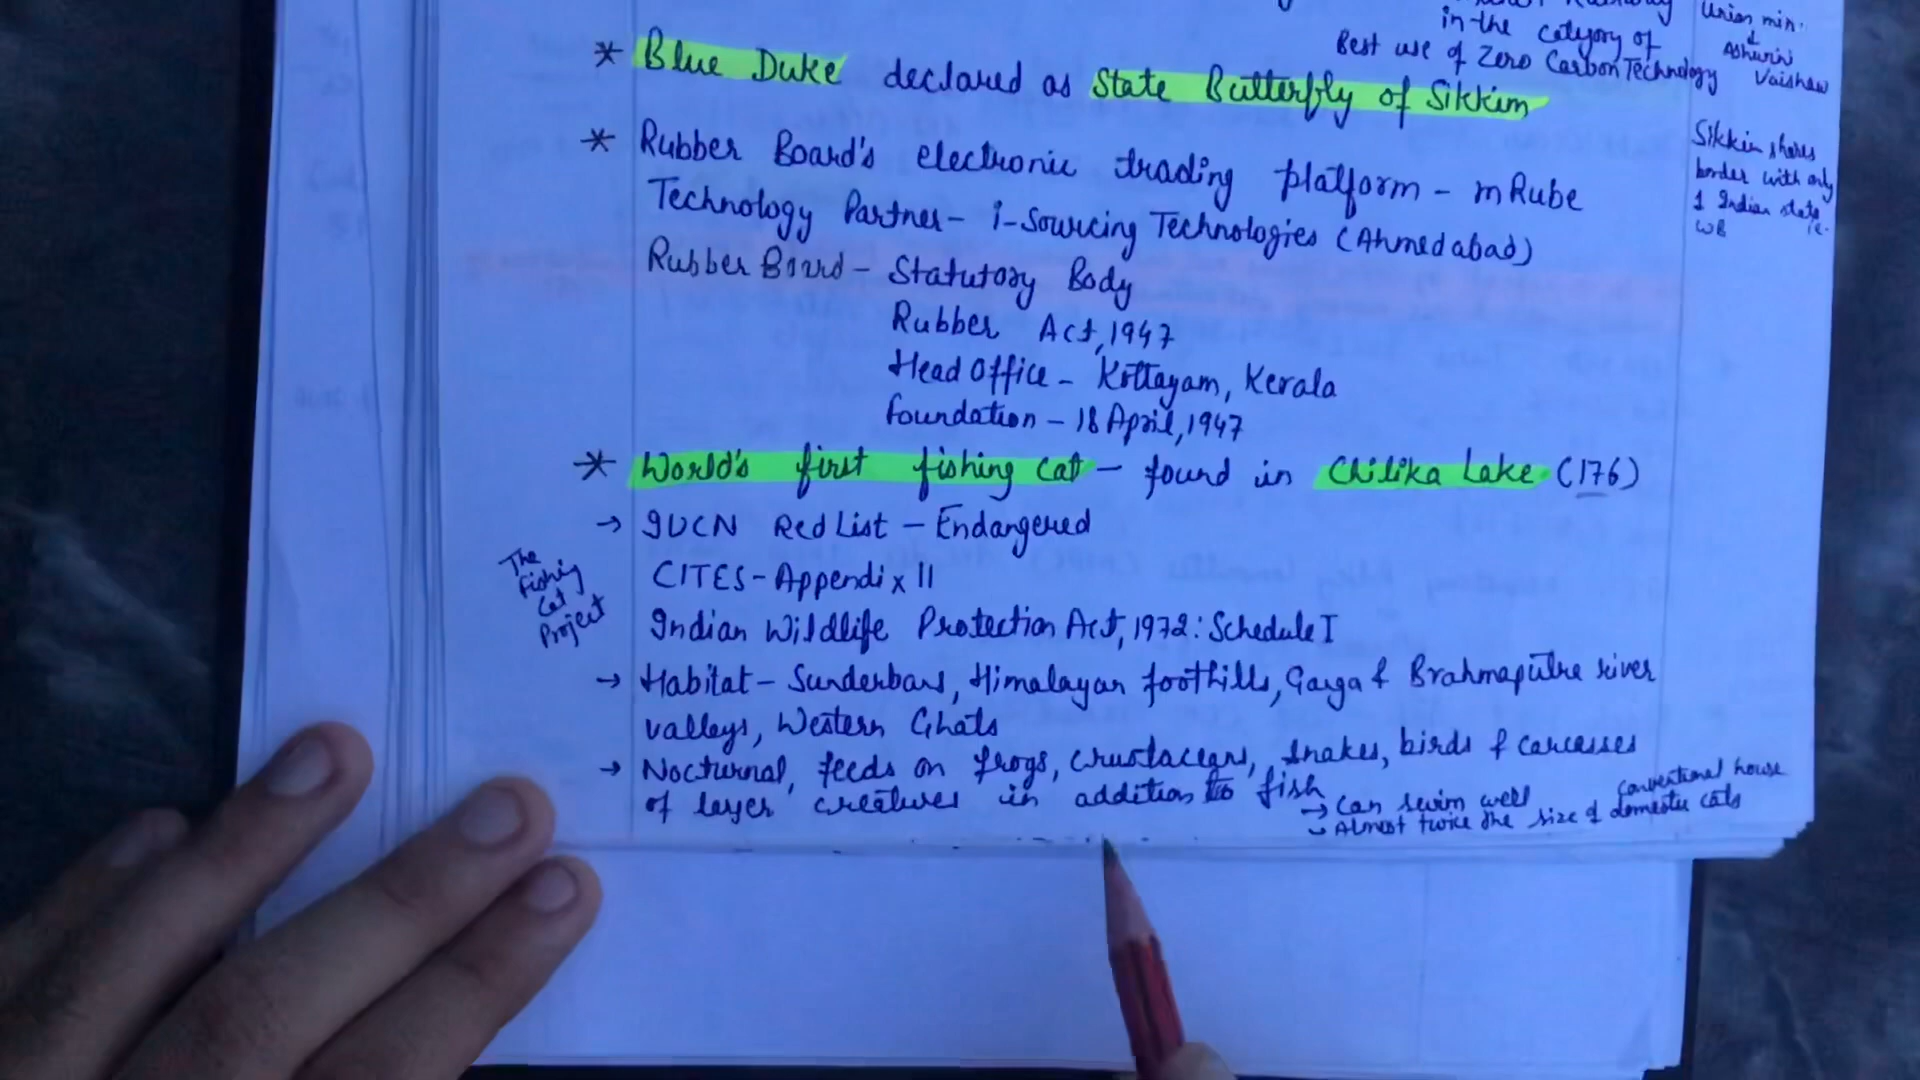 in the category of
Best use of Zero Carbon Technology
Union min.
&
Ashwini
Vaishaw
* Blue Duke declared as State Butterfly of Sikkim
* Rubber Board's electronic trading platform - mRube
Technology Partner - i-Sourcing Technologies (Ahmedabad)
Rubber Board - Statutory Body
Rubber Act, 1947
Head Office - Kottayam, Kerala
foundation - 18 April, 1947
Sikkim shares
border with only
1 Indian state
i.e.
WB
* World's first fishing cat - found in Chilika Lake (176)
→ IUCN Red List - Endangered
CITES - Appendix II
Indian Wildlife Protection Act, 1972: Schedule I
The
Fishing
Cat
Project
→ Habitat - Sunderbans, Himalayan foothills, Ganga & Brahmaputra river
valleys, Western Ghats
→ Nocturnal, feeds on frogs, crustaceans, snakes, birds & carcasses
of layer creatures in addition to fish
→ Can swim well
→ Almost twice the size of domestic cats
conventional house